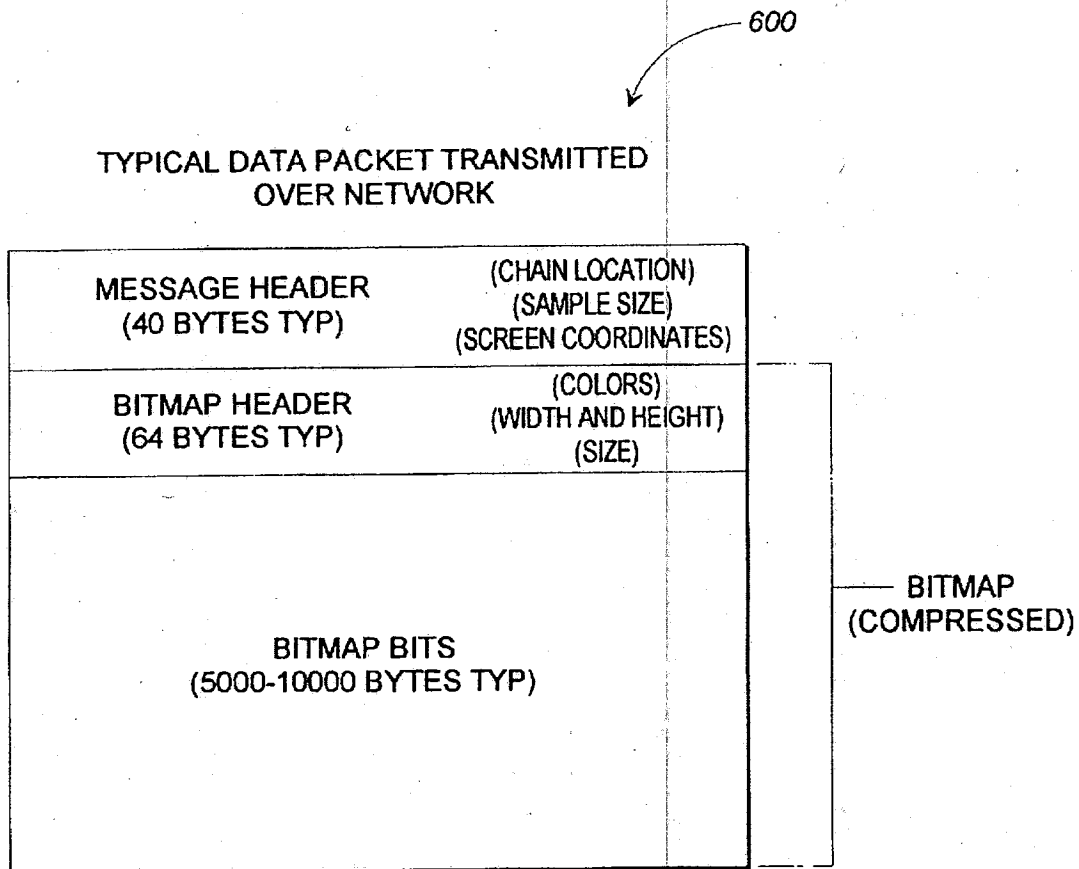 600
TYPICAL DATA PACKET TRANSMITTED
OVER NETWORK
MESSAGE HEADER
(40 BYTES TYP)
(CHAIN LOCATION)
(SAMPLE SIZE)
(SCREEN COORDINATES)
BITMAP HEADER
(64 BYTES TYP)
(COLORS)
(WIDTH AND HEIGHT)
(SIZE)
BITMAP BITS
(5000-10000 BYTES TYP)
BITMAP
(COMPRESSED)